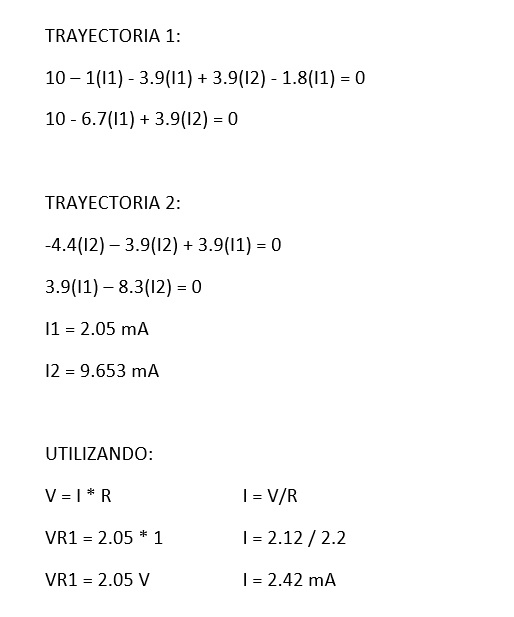 TRAYECTORIA 1:
10 – 1(I1) - 3.9(I1) + 3.9(I2) - 1.8(I1) = 0
10 - 6.7(I1) + 3.9(I2) = 0
TRAYECTORIA 2:
-4.4(I2) – 3.9(I2) + 3.9(I1) = 0
3.9(I1) – 8.3(I2) = 0
I1 = 2.05 mA
I2 = 9.653 mA
UTILIZANDO:
V = I * R I = V/R
VR1 = 2.05 * 1 I = 2.12 / 2.2
VR1 = 2.05 V I = 2.42 mA